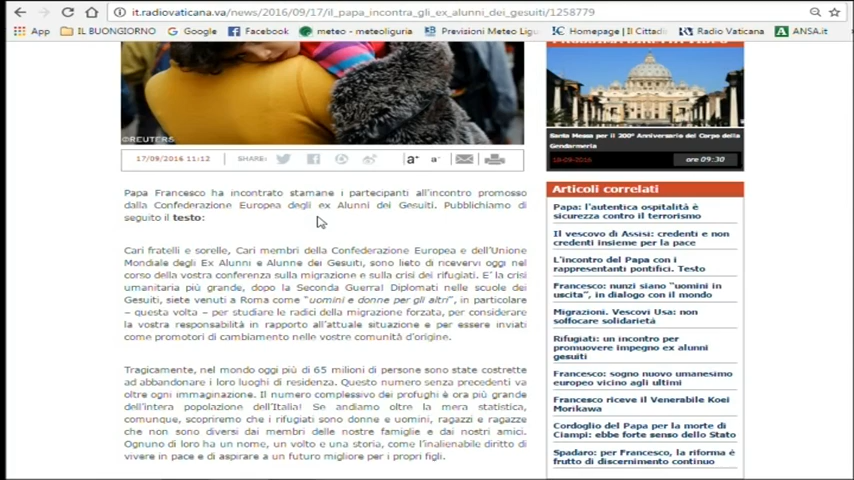 it.radiovaticana.va/news/2016/09/17/il_papa_incontra_gli_ex_alunni_dei_gesuiti/1258779
App IL BUONGIORNO Google Facebook meteo - meteoliguria Previsioni Meteo Ligu Homepage | Il Cittadi Radio Vaticana ANSA.it
©REUTERS
17/09/2016 11:12 SHARE: a+ a-
Papa Francesco ha incontrato stamane i partecipanti all'incontro promosso
dalla Confederazione Europea degli ex Alunni dei Gesuiti. Pubblichiamo di
seguito il testo:
Cari fratelli e sorelle, Cari membri della Confederazione Europea e dell'Unione
Mondiale degli Ex Alunni e Alunne dei Gesuiti, sono lieto di ricevervi oggi nel
corso della vostra conferenza sulla migrazione e sulla crisi dei rifugiati. E' la crisi
umanitaria più grande, dopo la Seconda Guerra! Diplomati nelle scuole dei
Gesuiti, siete venuti a Roma come "uomini e donne per gli altri", in particolare
– questa volta – per studiare le radici della migrazione forzata, per considerare
la vostra responsabilità in rapporto all'attuale situazione e per essere inviati
come promotori di cambiamento nelle vostre comunità d'origine.
Tragicamente, nel mondo oggi più di 65 milioni di persone sono state costrette
ad abbandonare i loro luoghi di residenza. Questo numero senza precedenti va
oltre ogni immaginazione. Il numero complessivo dei profughi è ora più grande
dell'intera popolazione dell'Italia! Se andiamo oltre la mera statistica,
comunque, scopriremo che i rifugiati sono donne e uomini, ragazzi e ragazze
che non sono diversi dai membri delle nostre famiglie e dai nostri amici.
Ognuno di loro ha un nome, un volto e una storia, come l'inalienabile diritto di
vivere in pace e di aspirare a un futuro migliore per i propri figli.
Santa Messa per il 200° Anniversario del Corpo della
Gendarmeria
18-09-2016 ore 09:30
Articoli correlati
Papa: l'autentica ospitalità è
sicurezza contro il terrorismo
Il vescovo di Assisi: credenti e non
credenti insieme per la pace
L'incontro del Papa con i
rappresentanti pontifici. Testo
Francesco: nunzi siano "uomini in
uscita", in dialogo con il mondo
Migrazioni. Vescovi Usa: non
soffocare solidarietà
Rifugiati: un incontro per
promuovere impegno ex alunni
gesuiti
Francesco: sogno nuovo umanesimo
europeo vicino agli ultimi
Francesco riceve il Venerabile Koei
Morikawa
Cordoglio del Papa per la morte di
Ciampi: ebbe forte senso dello Stato
Spadaro: per Francesco, la riforma è
frutto di discernimento continuo